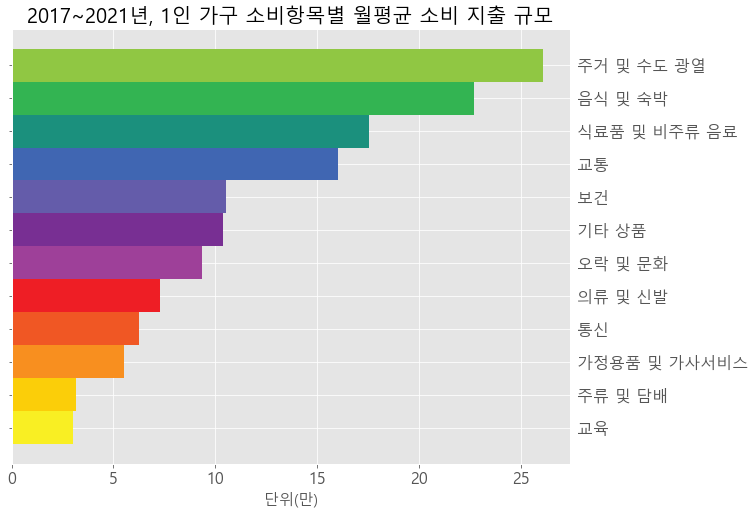 2017~2021년, 1인 가구 소비항목별 월평균 소비 지출 규모
주거 및 수도 광열
음식 및 숙박
식료품 및 비주류 음료
교통
보건
기타 상품
오락 및 문화
의류 및 신발
통신
가정용품 및 가사서비스
주류 및 담배
교육
0 5 10 15 20 25
단위(만)